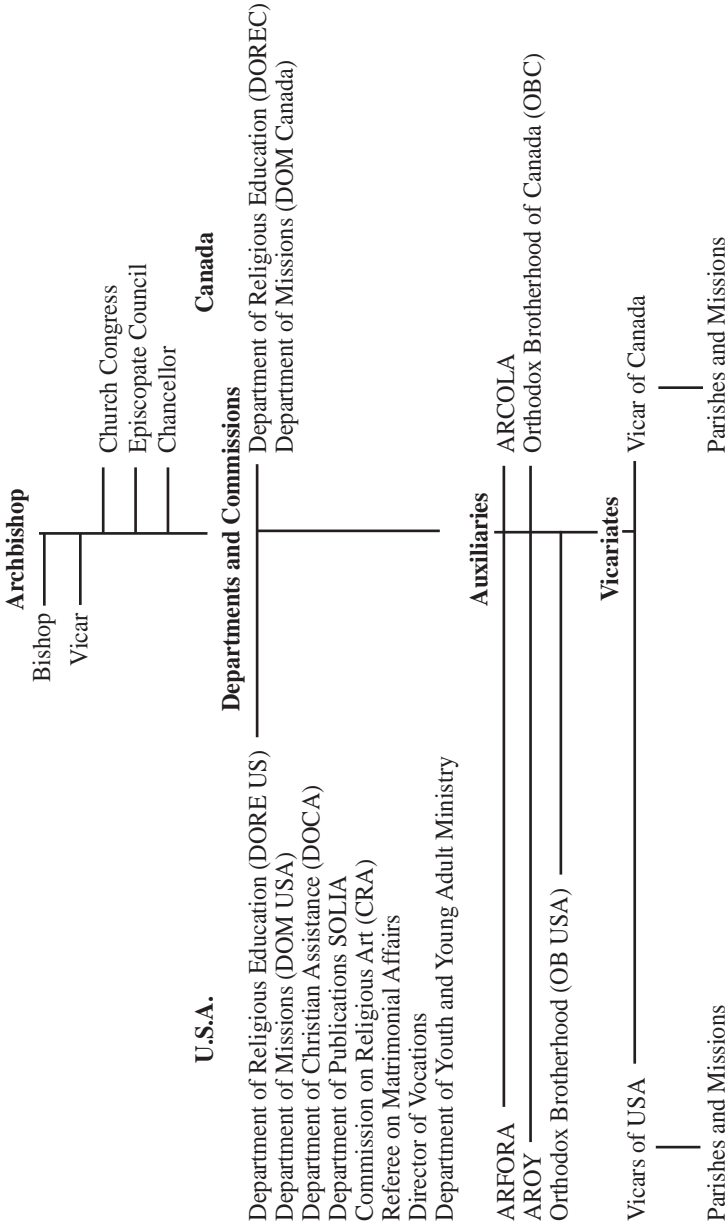 Archbishop
Bishop
Vicar
Church Congress
Episcopate Council
Chancellor
U.S.A.
Canada
Departments and Commissions
Department of Religious Education (DORE US)
Department of Missions (DOM USA)
Department of Christian Assistance (DOCA)
Department of Publications SOLIA
Commission on Religious Art (CRA)
Referee on Matrimonial Affairs
Director of Vocations
Department of Youth and Young Adult Ministry
Department of Religious Education (DOREC)
Department of Missions (DOM Canada)
Auxiliaries
ARFORA
AROY
Orthodox Brotherhood (OB USA)
ARCOLA
Orthodox Brotherhood of Canada (OBC)
Vicariates
Vicars of USA
Vicar of Canada
Parishes and Missions
Parishes and Missions